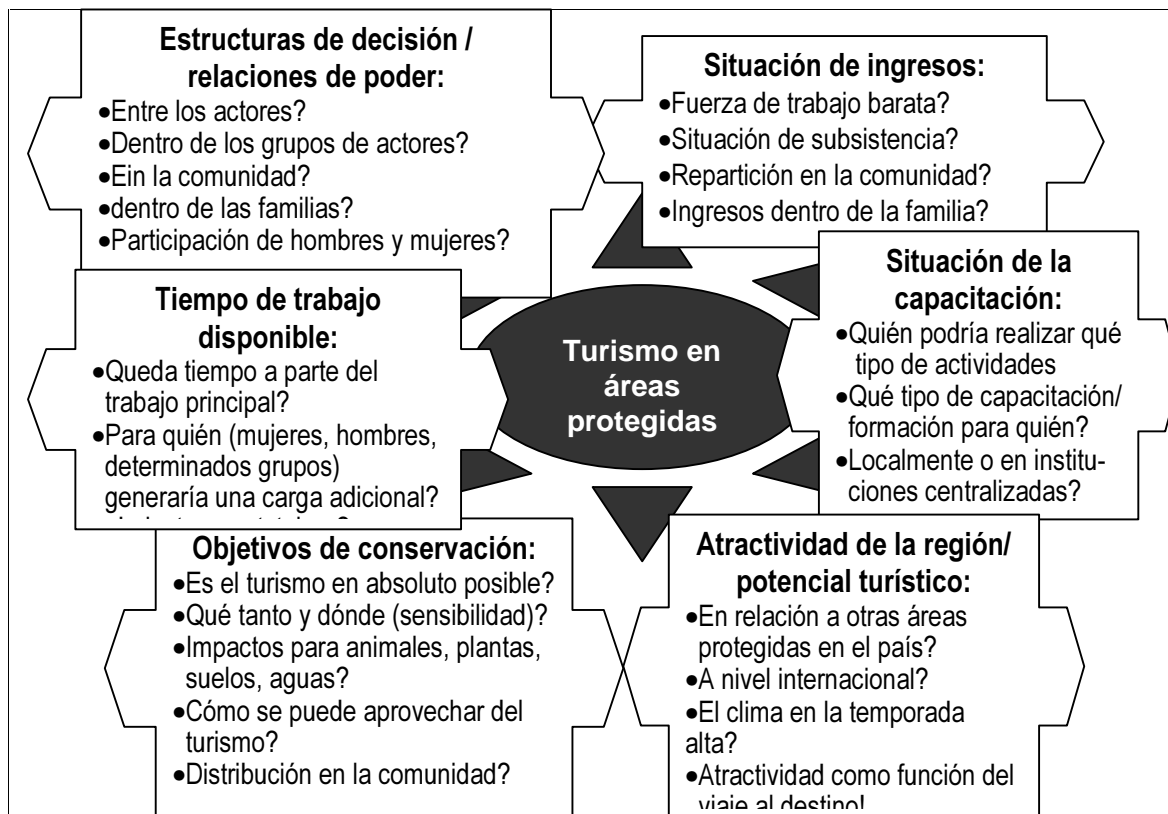 Estructuras de decisión /
relaciones de poder:
•Entre los actores?
•Dentro de los grupos de actores?
•Ein la comunidad?
•dentro de las familias?
•Participación de hombres y mujeres?
Situación de ingresos:
•Fuerza de trabajo barata?
•Situación de subsistencia?
•Repartición en la comunidad?
•Ingresos dentro de la familia?
Tiempo de trabajo
disponible:
•Queda tiempo a parte del
trabajo principal?
•Para quién (mujeres, hombres,
determinados grupos)
generaría una carga adicional?
Turismo en
áreas
protegidas
Situación de la
capacitación:
•Quién podría realizar qué
tipo de actividades
•Qué tipo de capacitación/
formación para quién?
•Localmente o en institu-
ciones centralizadas?
Objetivos de conservación:
•Es el turismo en absoluto posible?
•Qué tanto y dónde (sensibilidad)?
•Impactos para animales, plantas,
suelos, aguas?
•Cómo se puede aprovechar del
turismo?
•Distribución en la comunidad?
Atractividad de la región/
potencial turístico:
•En relación a otras áreas
protegidas en el país?
•A nivel internacional?
•El clima en la temporada
alta?
•Atractividad como función del
viaje al destino!